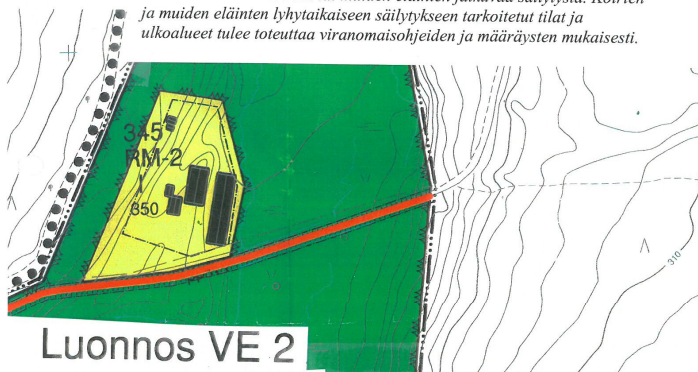 ja muiden eläinten lyhytaikaiseen säilytykseen tarkoitetut tilat ja
ulkoalueet tulee toteuttaa viranomaisohjeiden ja määräysten mukaisesti.
345
RM-2
I
350
310
Luonnos VE 2